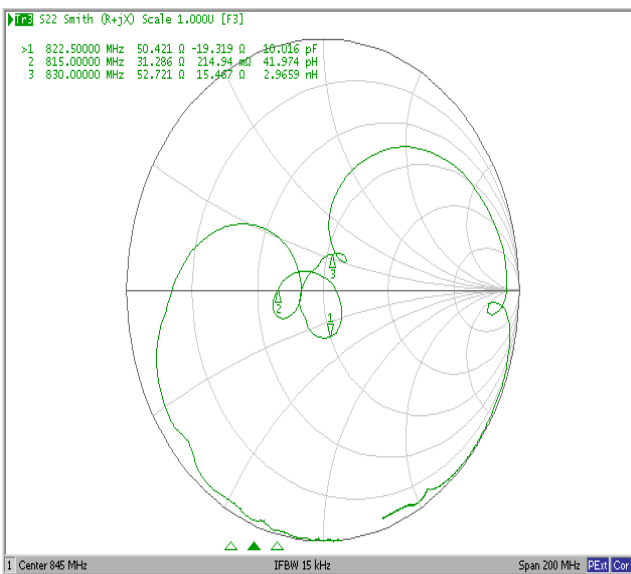 Tr3 S22 Smith (R+jX) Scale 1.000U [F3]
>1 822.50000 MHz 50.421 Ω -19.319 Ω 10.016 pF
2 815.00000 MHz 31.286 Ω 214.94 mΩ 41.974 pH
3 830.00000 MHz 52.721 Ω 15.467 Ω 2.9659 nH
3
2
1
1 Center 845 MHz IFBW 15 kHz Span 200 MHz PExt Cor